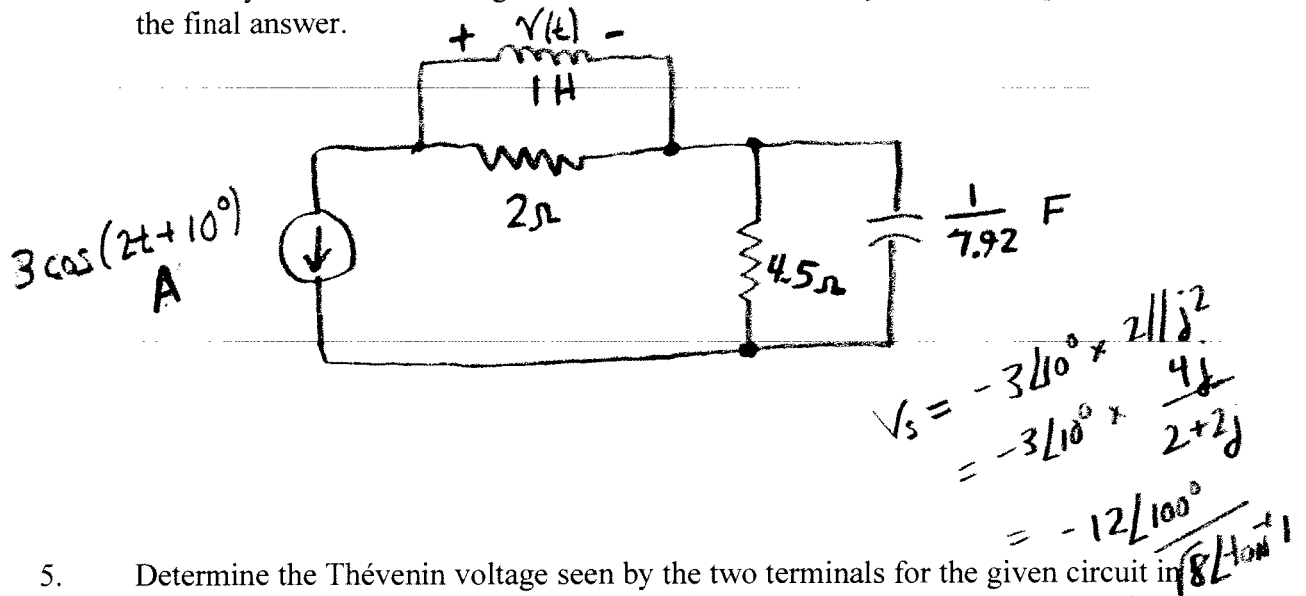 the final answer.
+ V(t) -
1H
2Ω
3 cos(2t+10°)
A
4.5Ω
1/7.92 F
Vs = -3∠10° × 2||j2
= -3∠10° × 4j/2+2j
= -12∠100°/√8∠tan⁻¹1
5. Determine the Thévenin voltage seen by the two terminals for the given circuit in